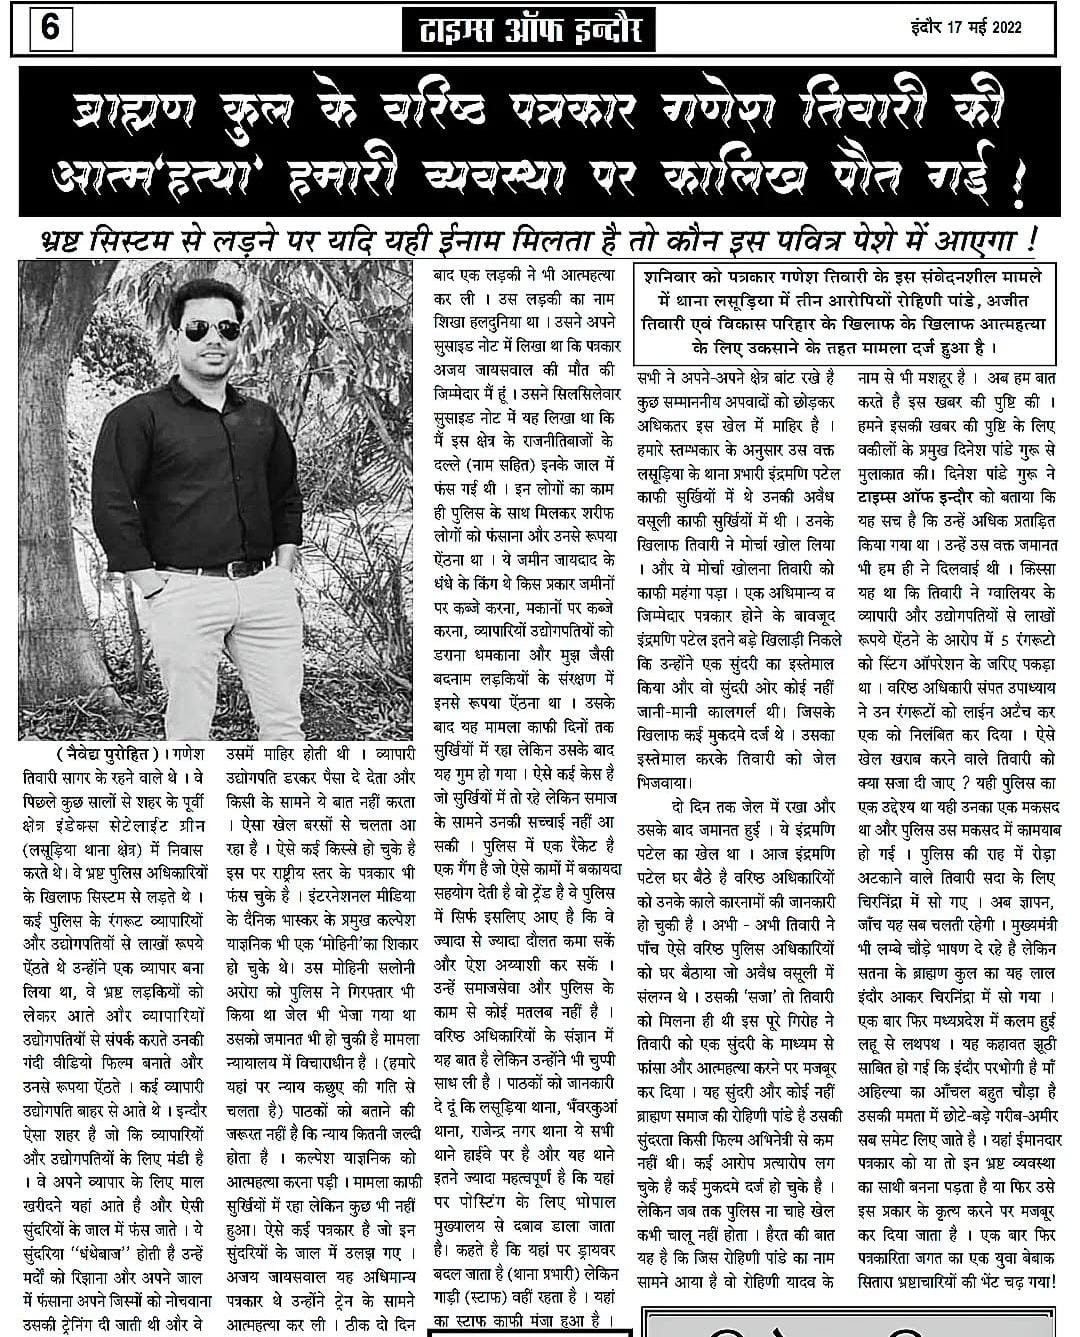 6
टाइम्स ऑफ इन्दौर
इंदौर 17 मई 2022
ब्राह्मण कुल के वरिष्ठ पत्रकार गणेश तिवारी की
आत्म‘हत्या’ हमारी व्यवस्था पर कालिख पौत गई !
भ्रष्ट सिस्टम से लड़ने पर यदि यही ईनाम मिलता है तो कौन इस पवित्र पेशे में आएगा !
(नैवेद्य पुरोहित)। गणेश
तिवारी सागर के रहने वाले थे । वे
पिछले कुछ सालों से शहर के पूर्वी
क्षेत्र इंडेक्स सेटेलाईट ग्रीन
(लसूड़िया थाना क्षेत्र) में निवास
करते थे। वे भ्रष्ट पुलिस अधिकारियों
के खिलाफ सिस्टम से लड़ते थे ।
कई पुलिस के रंगरूट व्यापारियों
और उद्योगपतियों से लाखों रूपये
ऐंठते थे उन्होंने एक व्यापार बना
लिया था, वे भ्रष्ट लड़कियों को
लेकर आते और व्यापारियों
उद्योगपतियों से संपर्क कराते उनकी
गंदी वीडियो फिल्म बनाते और
उनसे रूपया ऐंठते । कई व्यापारी
उद्योगपति बाहर से आते थे । इन्दौर
ऐसा शहर है जो कि व्यापारियों
और उद्योगपतियों के लिए मंडी है
। वे अपने व्यापार के लिए माल
खरीदने यहां आते है और ऐसी
सुंदरियों के जाल में फंस जाते । ये
सुंदरिया “धंधेबाज” होती है उन्हें
मर्दों को रिझाना और अपने जाल
में फंसाना अपने जिस्मों को नोचवाना
उसकी ट्रेनिंग दी जाती थी और वे
उसमें माहिर होती थी । व्यापारी
उद्योगपति डरकर पैसा दे देता और
किसी के सामने ये बात नहीं करता
। ऐसा खेल बरसों से चलता आ
रहा है । ऐसे कई किस्से हो चुके है
इस पर राष्ट्रीय स्तर के पत्रकार भी
फंस चुके है । इंटरनेशनल मीडिया
के दैनिक भास्कर के प्रमुख कल्पेश
याज्ञनिक भी एक ‘मोहिनी’का शिकार
हो चुके थे। उस मोहिनी सलोनी
अरोरा को पुलिस ने गिरफ्तार भी
किया था जेल भी भेजा गया था
उसको जमानत भी हो चुकी है मामला
न्यायालय में विचाराधीन है । (हमारे
यहां पर न्याय कछुए की गति से
चलता है) पाठकों को बताने की
जरूरत नहीं है कि न्याय कितनी जल्दी
होता है । कल्पेश याज्ञनिक को
आत्महत्या करना पड़ी । मामला काफी
सुर्खियों में रहा लेकिन कुछ भी नहीं
हुआ। ऐसे कई पत्रकार है जो इन
सुंदरियों के जाल में उलझ गए ।
अजय जायसवाल यह अधिमान्य
पत्रकार थे उन्होंने ट्रेन के सामने
आत्महत्या कर ली । ठीक दो दिन
बाद एक लड़की ने भी आत्महत्या
कर ली । उस लड़की का नाम
शिखा हलदुनिया था । उसने अपने
सुसाइड नोट में लिखा था कि पत्रकार
अजय जायसवाल की मौत की
जिम्मेदार मैं हूं । उसने सिलसिलेवार
सुसाइड नोट में यह लिखा था कि
मैं इस क्षेत्र के राजनीतिबाजों के
दल्ले (नाम सहित) इनके जाल में
फंस गई थी । इन लोगों का काम
ही पुलिस के साथ मिलकर शरीफ
लोगों को फंसाना और उनसे रूपया
ऐंठना था । ये जमीन जायदाद के
धंधे के किंग थे किस प्रकार जमीनों
पर कब्जे करना, मकानों पर कब्जे
करना, व्यापारियों उद्योगपतियों को
डराना धमकाना और मुझ जैसी
बदनाम लड़कियों के संरक्षण में
इनसे रूपया ऐंठना था । उसके
बाद यह मामला काफी दिनों तक
सुर्खियों में रहा लेकिन उसके बाद
यह गुम हो गया । ऐसे कई केस है
जो सुर्खियों में तो रहे लेकिन समाज
के सामने उनकी सच्चाई नहीं आ
सकी । पुलिस में एक रैकेट है
एक गैंग है जो ऐसे कामों में बकायदा
सहयोग देती है वो ट्रेंड है वे पुलिस
में सिर्फ इसलिए आए है कि वे
ज्यादा से ज्यादा दौलत कमा सकें
और ऐश अय्याशी कर सकें ।
उन्हें समाजसेवा और पुलिस के
काम से कोई मतलब नहीं है ।
वरिष्ठ अधिकारियों के संज्ञान में
यह बात है लेकिन उन्होंने भी चुप्पी
साध ली है । पाठकों को जानकारी
दे दूं कि लसूड़िया थाना, भँवरकुआं
थाना, राजेन्द्र नगर थाना ये सभी
थाने हाईवे पर है और यह थाने
इतने ज्यादा महत्वपूर्ण है कि यहां
पर पोस्टिंग के लिए भोपाल
मुख्यालय से दबाव डाला जाता
है। कहते है कि यहां पर ड्रायवर
बदल जाता है (थाना प्रभारी) लेकिन
गाड़ी (स्टाफ) वहीं रहता है । यहां
का स्टाफ काफी मंजा हुआ है ।
शनिवार को पत्रकार गणेश तिवारी के इस संवेदनशील मामले
में थाना लसूड़िया में तीन आरोपियों रोहिणी पांडे, अजीत
तिवारी एवं विकास परिहार के खिलाफ के खिलाफ आत्महत्या
के लिए उकसाने के तहत मामला दर्ज हुआ है ।
सभी ने अपने-अपने क्षेत्र बांट रखे है
कुछ सम्माननीय अपवादों को छोड़कर
अधिकतर इस खेल में माहिर है ।
हमारे स्तम्भकार के अनुसार उस वक्त
लसूड़िया के थाना प्रभारी इंद्रमणि पटेल
काफी सुर्खियों में थे उनकी अवैध
वसूली काफी सुर्खियों में थी । उनके
खिलाफ तिवारी ने मोर्चा खोल लिया
। और ये मोर्चा खोलना तिवारी को
काफी महंगा पड़ा । एक अधिमान्य व
जिम्मेदार पत्रकार होने के बावजूद
इंद्रमणि पटेल इतने बड़े खिलाड़ी निकले
कि उन्होंने एक सुंदरी का इस्तेमाल
किया और वो सुंदरी ओर कोई नहीं
जानी-मानी कालगर्ल थी। जिसके
खिलाफ कई मुकदमे दर्ज थे । उसका
इस्तेमाल करके तिवारी को जेल
भिजवाया।
दो दिन तक जेल में रखा और
उसके बाद जमानत हुई । ये इंद्रमणि
पटेल का खेल था । आज इंद्रमणि
पटेल घर बैठे है वरिष्ठ अधिकारियों
को उनके काले कारनामों की जानकारी
हो चुकी है । अभी - अभी तिवारी ने
पाँच ऐसे वरिष्ठ पुलिस अधिकारियों
को घर बैठाया जो अवैध वसूली में
संलग्न थे । उसकी ‘सजा’ तो तिवारी
को मिलना ही थी इस पूरे गिरोह ने
तिवारी को एक सुंदरी के माध्यम से
फांसा और आत्महत्या करने पर मजबूर
कर दिया । यह सुंदरी और कोई नहीं
ब्राह्मण समाज की रोहिणी पांडे है उसकी
सुंदरता किसी फिल्म अभिनेत्री से कम
नहीं थी। कई आरोप प्रत्यारोप लग
चुके है कई मुकदमे दर्ज हो चुके है ।
लेकिन जब तक पुलिस ना चाहे खेल
कभी चालू नहीं होता । हैरत की बात
यह है कि जिस रोहिणी पांडे का नाम
सामने आया है वो रोहिणी यादव के
नाम से भी मशहूर है । अब हम बात
करते है इस खबर की पुष्टि की ।
हमने इसकी खबर की पुष्टि के लिए
वकीलों के प्रमुख दिनेश पांडे गुरू से
मुलाकात की। दिनेश पांडे गुरू ने
टाइम्स ऑफ इन्दौर को बताया कि
यह सच है कि उन्हें अधिक प्रताड़ित
किया गया था । उन्हें उस वक्त जमानत
भी हम ही ने दिलवाई थी । किस्सा
यह था कि तिवारी ने ग्वालियर के
व्यापारी और उद्योगपतियों से लाखों
रूपये ऐंठने के आरोप में 5 रंगरूटो
को स्टिंग ऑपरेशन के जरिए पकड़ा
था । वरिष्ठ अधिकारी संपत उपाध्याय
ने उन रंगरूटों को लाईन अटैच कर
एक को निलंबित कर दिया । ऐसे
खेल खराब करने वाले तिवारी को
क्या सजा दी जाए ? यही पुलिस का
एक उद्देश्य था यही उनका एक मकसद
था और पुलिस उस मकसद में कामयाब
हो गई । पुलिस की राह में रोड़ा
अटकाने वाले तिवारी सदा के लिए
चिरनिंद्रा में सो गए । अब ज्ञापन,
जाँच यह सब चलती रहेगी । मुख्यमंत्री
भी लम्बे चौड़े भाषण दे रहे है लेकिन
सतना के ब्राह्मण कुल का यह लाल
इंदौर आकर चिरनिंद्रा में सो गया ।
एक बार फिर मध्यप्रदेश में कलम हुई
लहू से लथपथ । यह कहावत झूठी
साबित हो गई कि इंदौर परभोगी है माँ
अहिल्या का आँचल बहुत चौड़ा है
उसकी ममता में छोटे-बड़े गरीब-अमीर
सब समेट लिए जाते है । यहां ईमानदार
पत्रकार को या तो इन भ्रष्ट व्यवस्था
का साथी बनना पड़ता है या फिर उसे
इस प्रकार के कृत्य करने पर मजबूर
कर दिया जाता है । एक बार फिर
पत्रकारिता जगत का एक युवा बेबाक
सितारा भ्रष्टाचारियों की भेंट चढ़ गया!